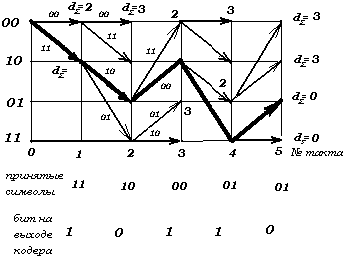 00 00 d_Σ=2 00 d_Σ=3 2 3 d_Σ=3
11 11 11
10 d_Σ= 10 00 2 d_Σ=3
01 01 01 3 d_Σ=0
11 10 d_Σ=0
0 1 2 3 4 5 № такта
принятые символы 11 10 00 01 01
бит на выходе кодера 1 0 1 1 0